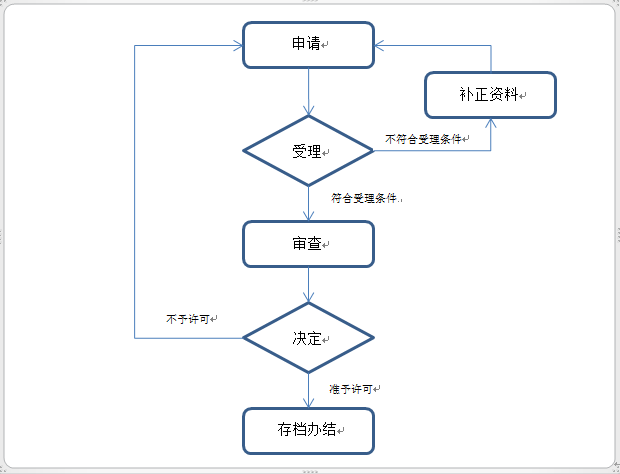 申请
补正资料
受理
不符合受理条件
符合受理条件
审查
不予许可
决定
准予许可
存档办结